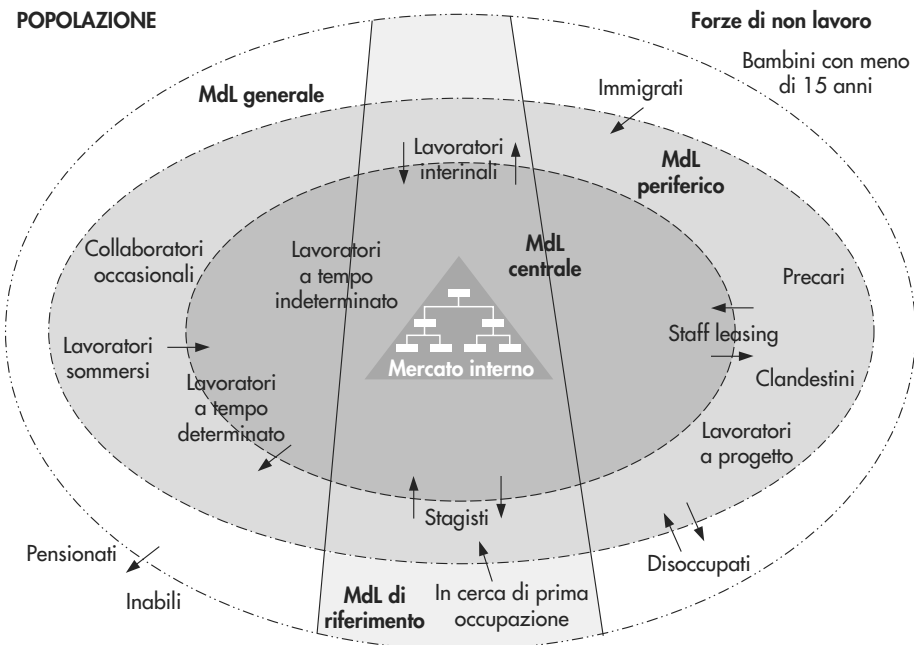 POPOLAZIONE
Forze di non lavoro
Bambini con meno
di 15 anni
MdL generale
Immigrati
Lavoratori
interinali
MdL
periferico
Collaboratori
occasionali
Lavoratori
a tempo
indeterminato
MdL
centrale
Precari
Staff leasing
Lavoratori
sommersi
Mercato interno
Clandestini
Lavoratori
a tempo
determinato
Lavoratori
a progetto
Stagisti
Pensionati
Disoccupati
Inabili
MdL di
riferimento
In cerca di prima
occupazione